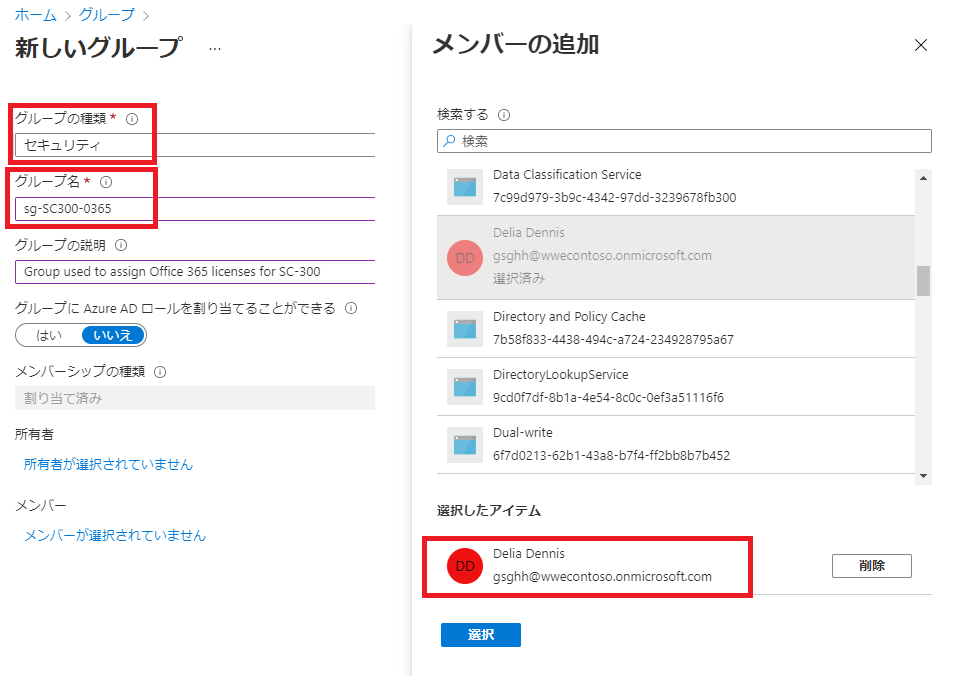 ホーム > グループ >
新しいグループ ...
グループの種類 *
セキュリティ
グループ名 *
sg-SC300-O365
グループの説明
Group used to assign Office 365 licenses for SC-300
グループに Azure AD ロールを割り当てることができる
はい いいえ
メンバーシップの種類
割り当て済み
所有者
所有者が選択されていません
メンバー
メンバーが選択されていません
メンバーの追加
検索する
検索
Data Classification Service
7c99d979-3b9c-4342-97dd-3239678fb300
DD
Delia Dennis
gsghh@wwecontoso.onmicrosoft.com
選択済み
Directory and Policy Cache
7b58f833-4438-494c-a724-234928795a67
DirectoryLookupService
9cd0f7df-8b1a-4e54-8c0c-0ef3a51116f6
Dual-write
6f7d0213-62b1-43a8-b7f4-ff2bb8b7b452
選択したアイテム
DD
Delia Dennis
gsghh@wwecontoso.onmicrosoft.com
削除
選択